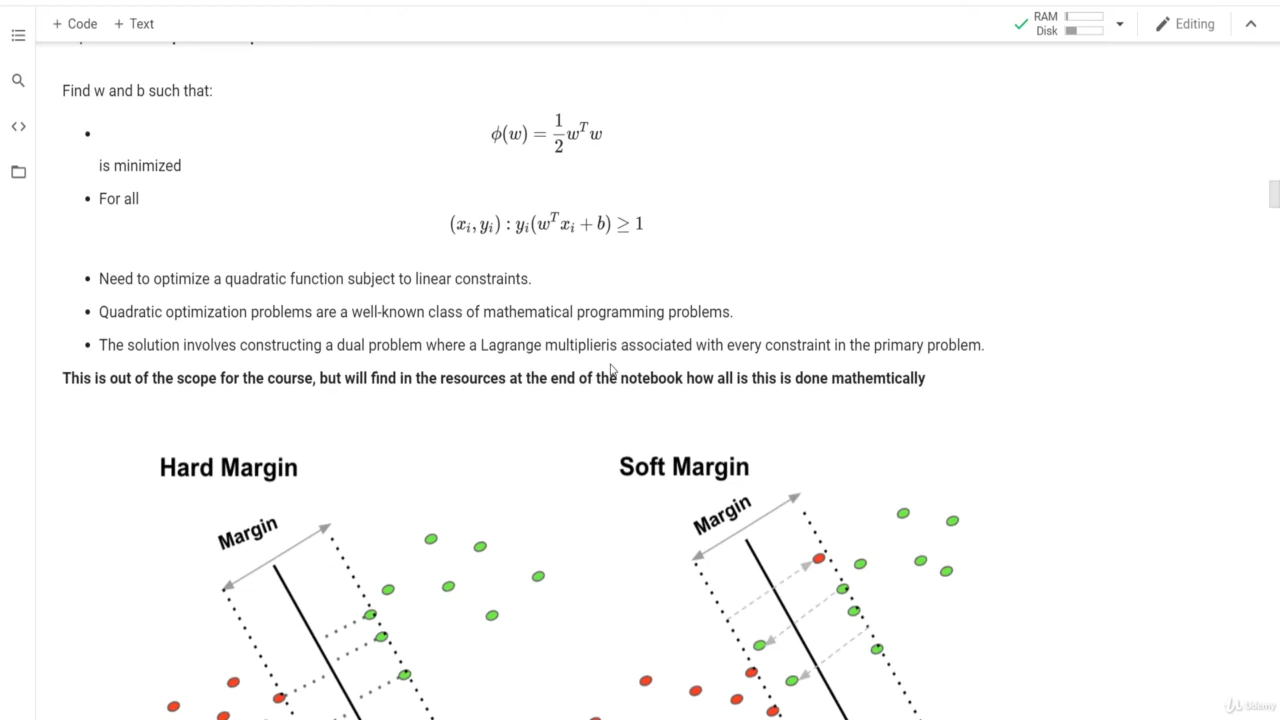 + Code + Text
RAM
Disk
Editing
Find w and b such that:
ϕ(w) = 1/2 w^T w
is minimized
• For all
(x_i, y_i) : y_i(w^T x_i + b) ≥ 1
• Need to optimize a quadratic function subject to linear constraints.
• Quadratic optimization problems are a well-known class of mathematical programming problems.
• The solution involves constructing a dual problem where a Lagrange multiplieris associated with every constraint in the primary problem.
This is out of the scope for the course, but will find in the resources at the end of the notebook how all is this is done mathemtically
Hard Margin
Soft Margin
Margin
Margin
Udemy